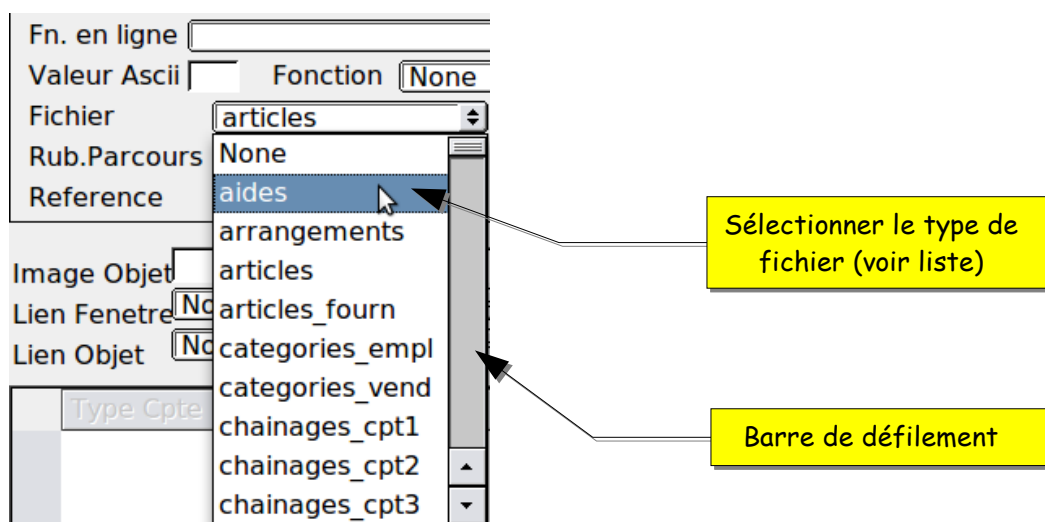 Fn. en ligne
Valeur Ascii Fonction None
Fichier articles
Rub.Parcours None
Reference aides
arrangements
Image Objet articles
Lien Fenetre No articles_fourn
Lien Objet No categories_empl
categories_vend
Type Cpte
chainages_cpt1
chainages_cpt2
chainages_cpt3
Sélectionner le type de
fichier (voir liste)
Barre de défilement